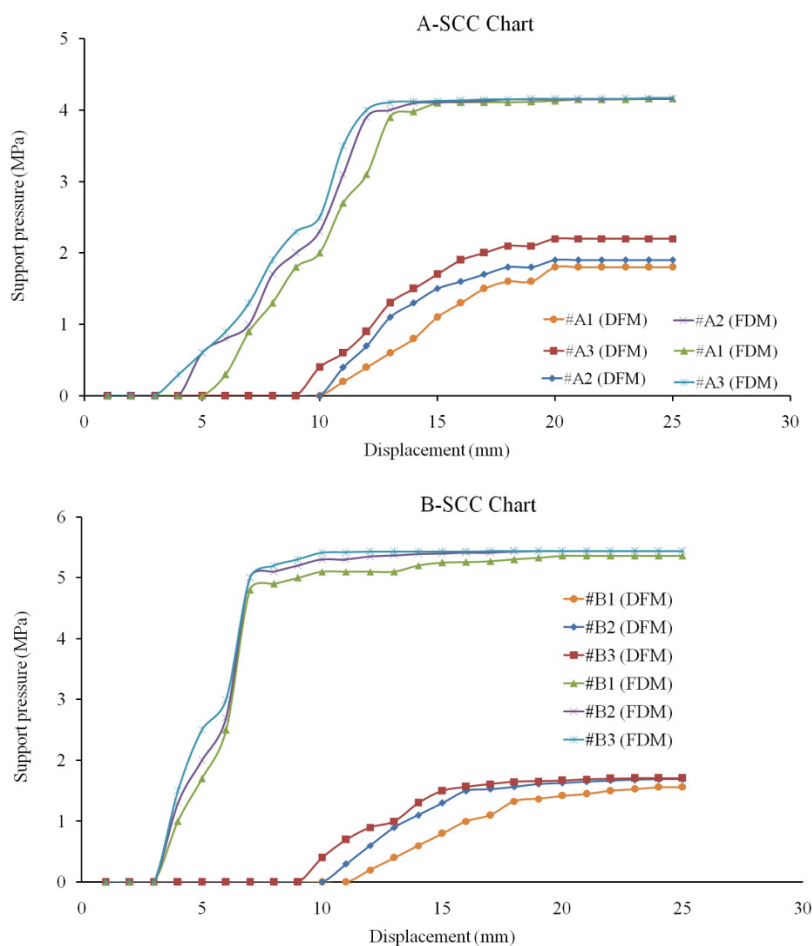 A-SCC Chart
5
4
3
2
1
0
0 5 10 15 20 25 30
Support pressure (MPa)
Displacement (mm)
#A1 (DFM) #A2 (FDM)
#A3 (DFM) #A1 (FDM)
#A2 (DFM) #A3 (FDM)
B-SCC Chart
6
5
4
3
2
1
0
0 5 10 15 20 25 30
Support pressure (MPa)
Displacement (mm)
#B1 (DFM)
#B2 (DFM)
#B3 (DFM)
#B1 (FDM)
#B2 (FDM)
#B3 (FDM)